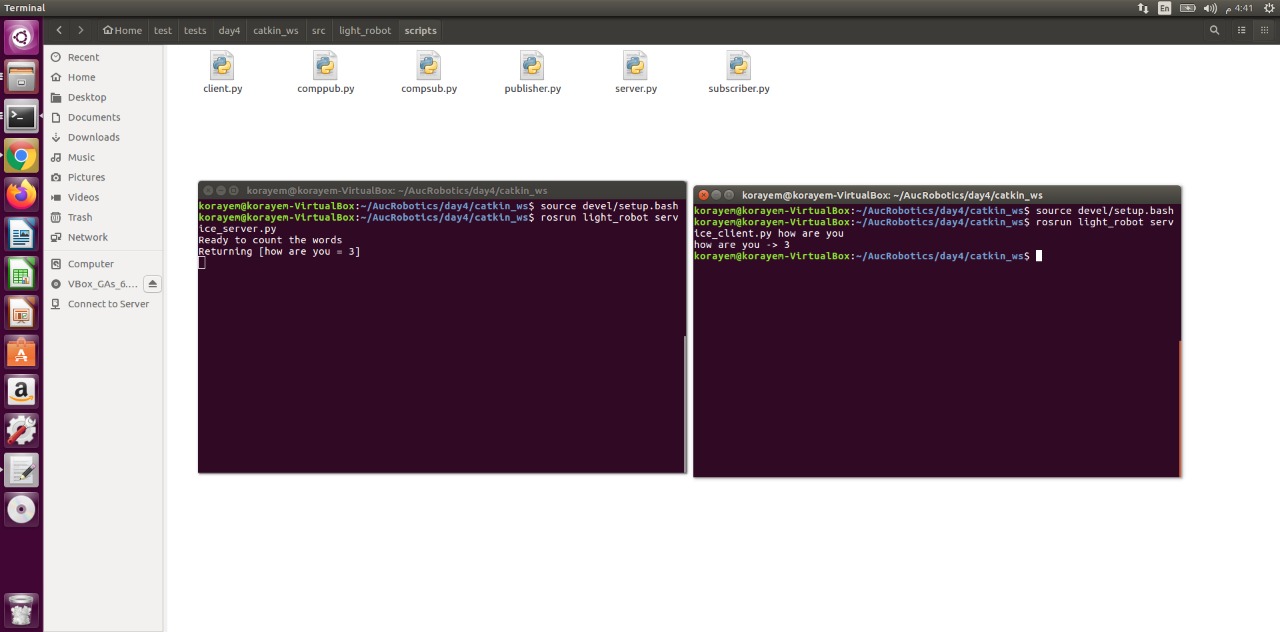 Terminal
En
4:41 م
Home test tests day4 catkin_ws src light_robot scripts
Recent
Home
Desktop
Documents
Downloads
Music
Pictures
Videos
Trash
Network
Computer
VBox_GAs_6....
Connect to Server
client.py comppub.py compsub.py publisher.py server.py subscriber.py
korayem@korayem-VirtualBox: ~/AucRobotics/day4/catkin_ws
korayem@korayem-VirtualBox:~/AucRobotics/day4/catkin_ws$ source devel/setup.bash
korayem@korayem-VirtualBox:~/AucRobotics/day4/catkin_ws$ rosrun light_robot serv
ice_server.py
Ready to count the words
Returning [how are you = 3]
korayem@korayem-VirtualBox: ~/AucRobotics/day4/catkin_ws
korayem@korayem-VirtualBox:~/AucRobotics/day4/catkin_ws$ source devel/setup.bash
korayem@korayem-VirtualBox:~/AucRobotics/day4/catkin_ws$ rosrun light_robot serv
ice_client.py how are you
how are you -> 3
korayem@korayem-VirtualBox:~/AucRobotics/day4/catkin_ws$